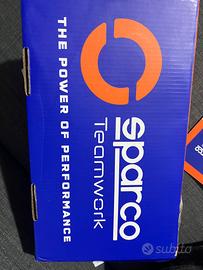 sparco
Teamwork
THE POWER OF PERFORMANCE
subito